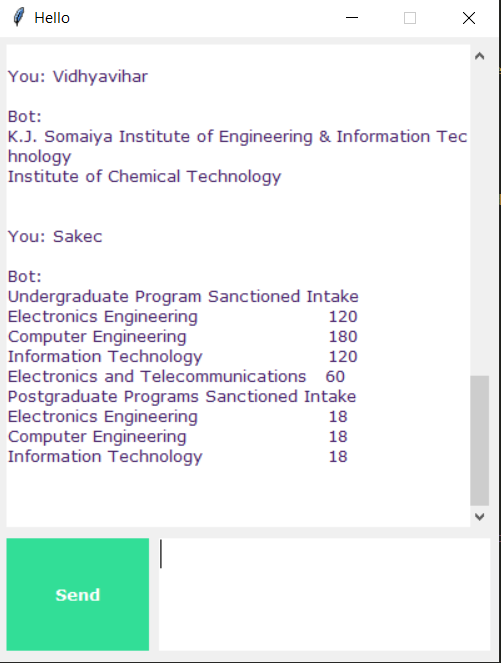 Hello
You: Vidhyavihar
Bot:
K.J. Somaiya Institute of Engineering & Information Tec
hnology
Institute of Chemical Technology
You: Sakec
Bot:
Undergraduate Program Sanctioned Intake
Electronics Engineering 120
Computer Engineering 180
Information Technology 120
Electronics and Telecommunications 60
Postgraduate Programs Sanctioned Intake
Electronics Engineering 18
Computer Engineering 18
Information Technology 18
Send